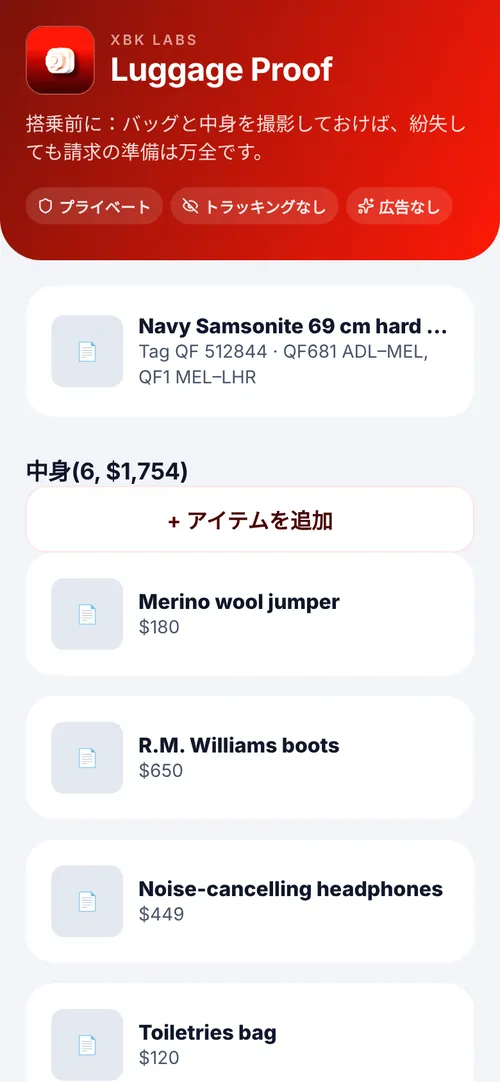 XBK LABS
Luggage Proof
搭乗前に：バッグと中身を撮影しておけば、紛失し
ても請求の準備は万全です。
プライベート
トラッキングなし
広告なし
Navy Samsonite 69 cm hard ...
Tag QF 512844 · QF681 ADL–MEL,
QF1 MEL–LHR
中身(6, $1,754)
+ アイテムを追加
Merino wool jumper
$180
R.M. Williams boots
$650
Noise-cancelling headphones
$449
Toiletries bag
$120